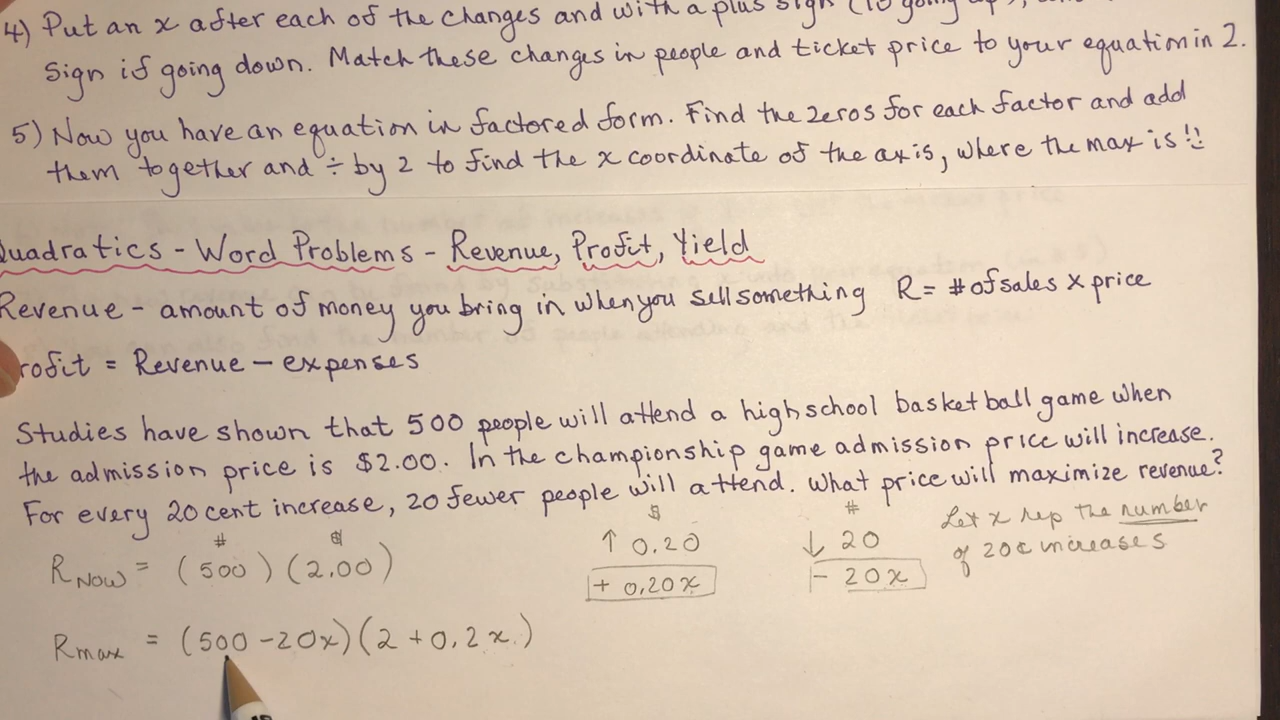 4) Put an x after each of the changes and with a plus sign (is going up),
Sign if going down. Match these changes in people and ticket price to your equation in 2.
5) Now you have an equation in factored form. Find the zeros for each factor and add
them together and ÷ by 2 to find the x coordinate of the axis, where the max is!!
Quadratics - Word Problems - Revenue, Profit, Yield
Revenue - amount of money you bring in when you sell something R = # of sales x price
rofit = Revenue - expenses
Studies have shown that 500 people will attend a high school basketball game when
the admission price is $2.00. In the championship game admission price will increase.
For every 20 cent increase, 20 fewer people will attend. What price will maximize revenue?
# $ $ #
R NOW = (500) (2.00) ↑ 0.20 ↓ 20 Let x rep the number
+ 0.20x - 20x of 20¢ increases
R max = (500 - 20x)(2 + 0.2x)